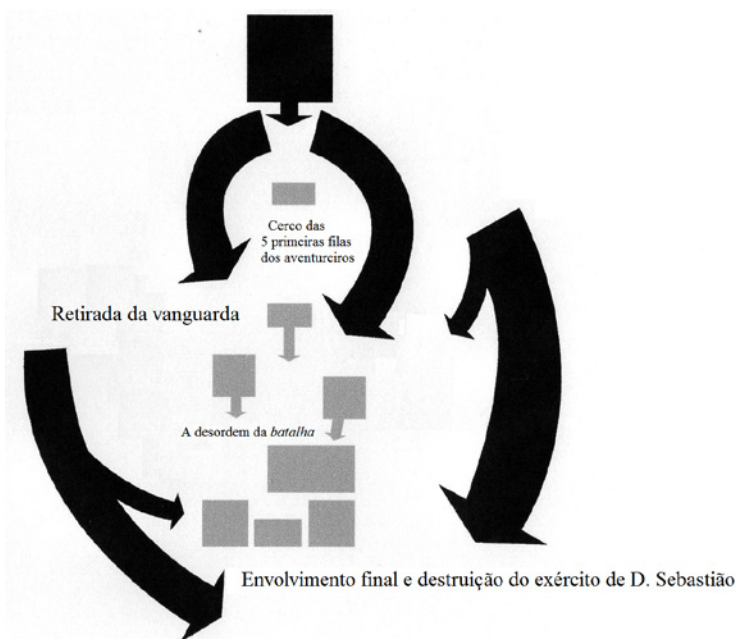 Cerco das
5 primeiras filas
dos aventureiros
Retirada da vanguarda
A desordem da batalha
Envolvimento final e destruição do exército de D. Sebastião